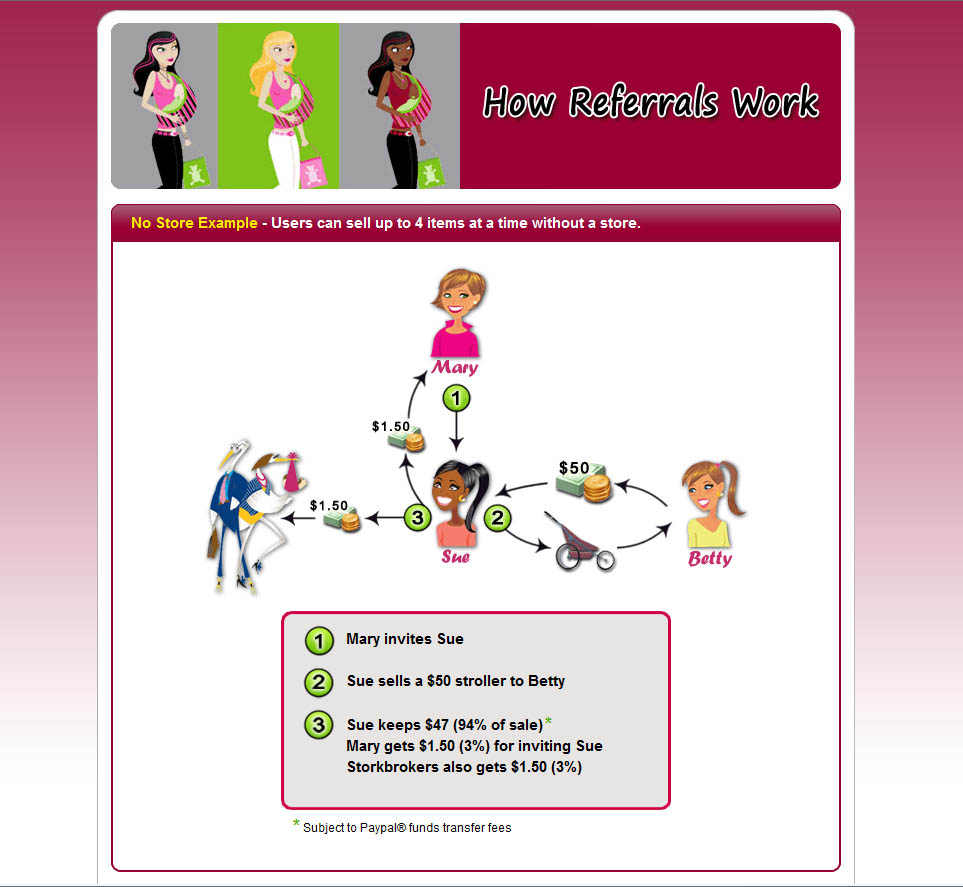 How Referrals Work
No Store Example - Users can sell up to 4 items at a time without a store.
Mary
1
$1.50
$50
$1.50
3
2
Sue
Betty
1 Mary invites Sue
2 Sue sells a $50 stroller to Betty
3 Sue keeps $47 (94% of sale)*
Mary gets $1.50 (3%) for inviting Sue
Storkbrokers also gets $1.50 (3%)
* Subject to Paypal® funds transfer fees